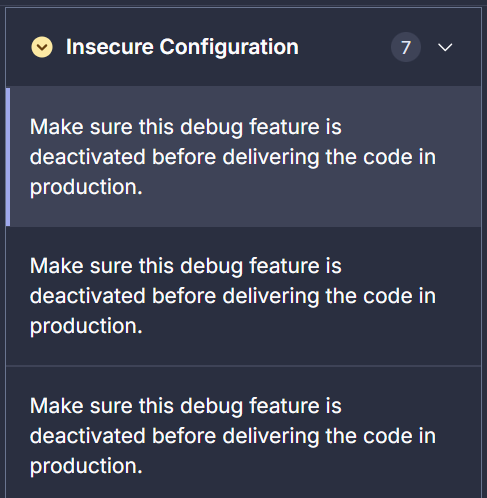 Insecure Configuration 7
Make sure this debug feature is
deactivated before delivering the code in
production.
Make sure this debug feature is
deactivated before delivering the code in
production.
Make sure this debug feature is
deactivated before delivering the code in
production.